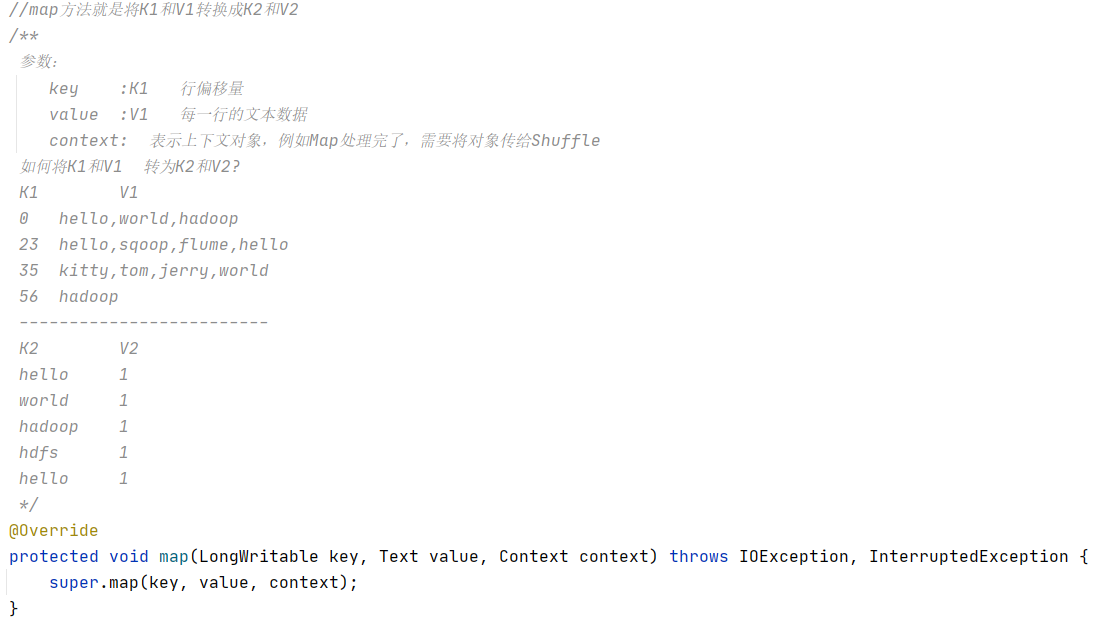 //map方法就是将K1和V1转换成K2和V2
/**
 参数：
    key    :K1   行偏移量
    value  :V1   每一行的文本数据
    context:  表示上下文对象，例如Map处理完了，需要将对象传给Shuffle
 如何将K1和V1  转为K2和V2?
 K1        V1
 0   hello,world,hadoop
 23  hello,sqoop,flume,hello
 35  kitty,tom,jerry,world
 56  hadoop
 -------------------------
 K2        V2
 hello     1
 world     1
 hadoop    1
 hdfs      1
 hello     1
 */
@Override
protected void map(LongWritable key, Text value, Context context) throws IOException, InterruptedException {
    super.map(key, value, context);
}